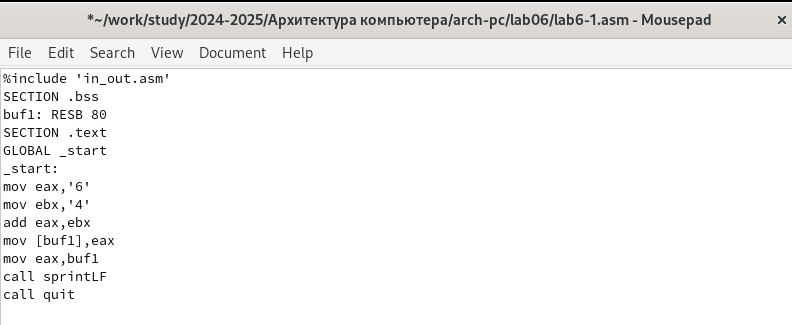 *~/work/study/2024-2025/Архитектура компьютера/arch-pc/lab06/lab6-1.asm - Mousepad ×
File Edit Search View Document Help
%include 'in_out.asm'
SECTION .bss
buf1: RESB 80
SECTION .text
GLOBAL _start
_start:
mov eax,'6'
mov ebx,'4'
add eax,ebx
mov [buf1],eax
mov eax,buf1
call sprintLF
call quit